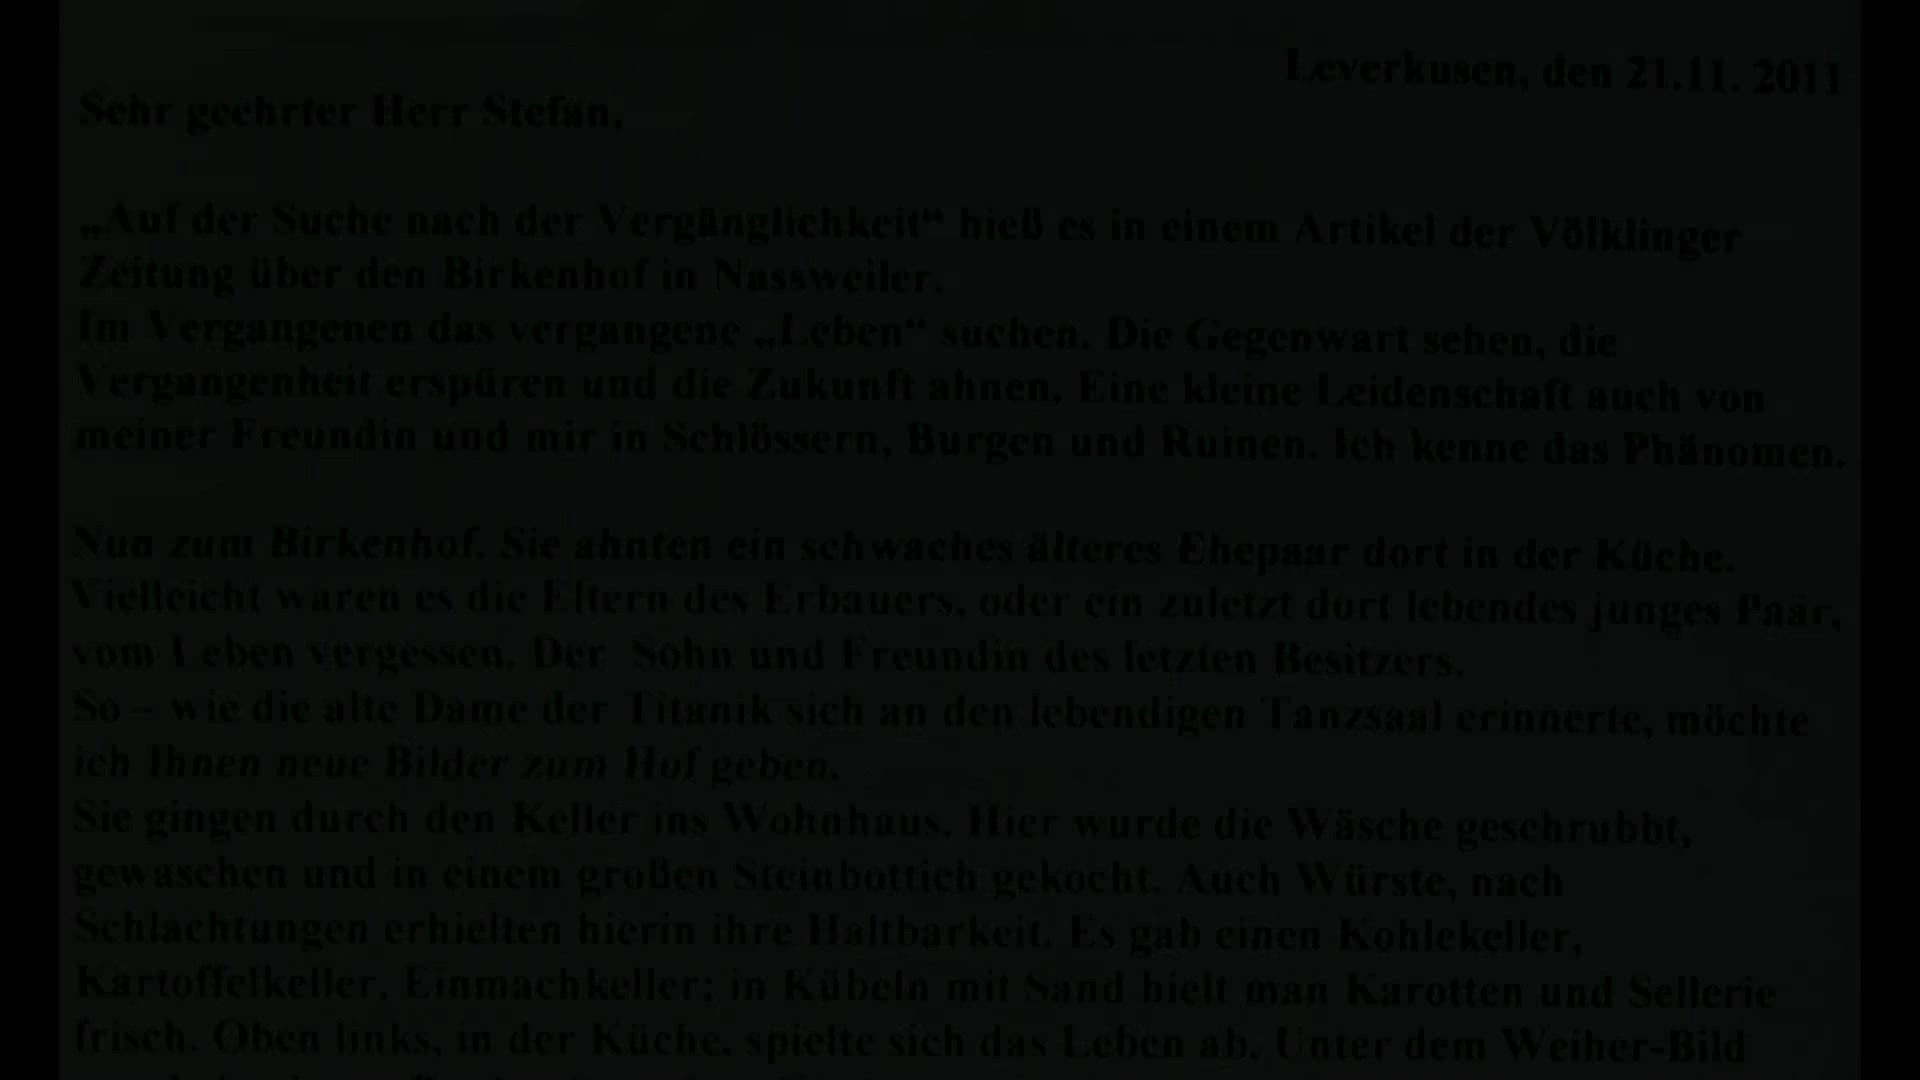 Leverkusen, den 21.11. 2011
Sehr geehrter Herr Stefan,
„Auf der Suche nach der Vergänglichkeit“ hieß es in einem Artikel der Völklinger
Zeitung über den Birkenhof in Nassweiler.
Im Vergangenen das vergangene „Leben“ suchen. Die Gegenwart sehen, die
Vergangenheit erspüren und die Zukunft ahnen. Eine kleine Leidenschaft auch von
meiner Freundin und mir in Schlössern, Burgen und Ruinen. Ich kenne das Phänomen.
Nun zum Birkenhof. Sie ahnten ein schwaches älteres Ehepaar dort in der Küche.
Vielleicht waren es die Eltern des Erbauers, oder ein zuletzt dort lebendes junges Paar,
vom Leben vergessen. Der Sohn und Freundin des letzten Besitzers.
So – wie die alte Dame der Titanik sich an den lebendigen Tanzsaal erinnerte, möchte
ich Ihnen neue Bilder zum Hof geben.
Sie gingen durch den Keller ins Wohnhaus. Hier wurde die Wäsche geschrubbt,
gewaschen und in einem großen Steinbottich gekocht. Auch Würste, nach
Schlachtungen erhielten hierin ihre Haltbarkeit. Es gab einen Kohlekeller,
Kartoffelkeller, Einmachkeller; in Kübeln mit Sand hielt man Karotten und Sellerie
frisch. Oben links, in der Küche, spielte sich das Leben ab. Unter dem Weiher-Bild